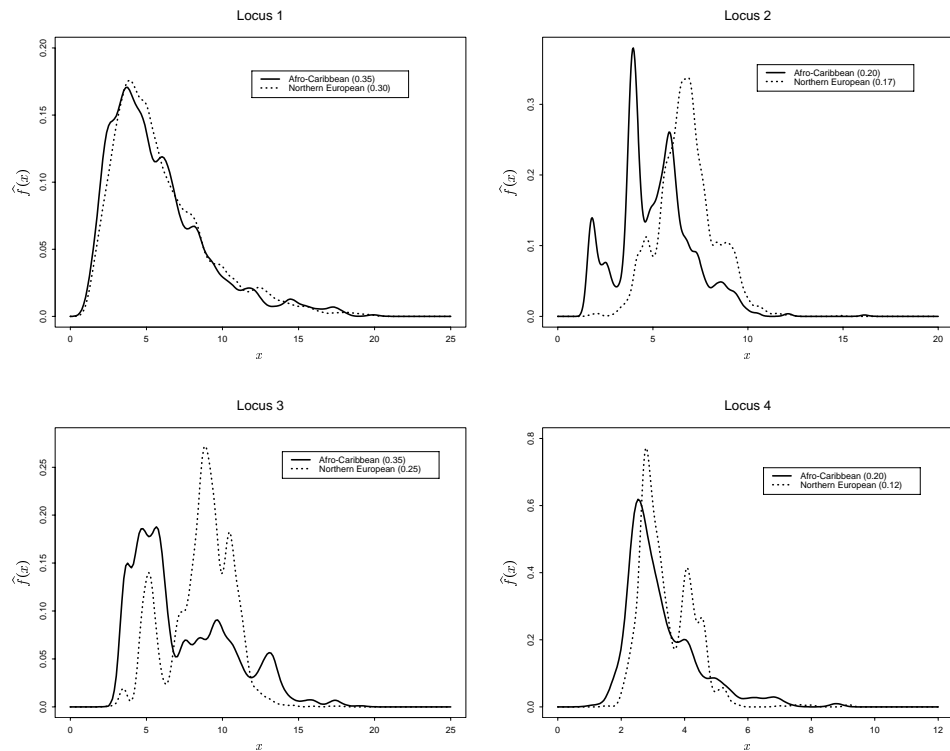 Locus 1
0.20
0.15
0.10
0.05
0.0
f̂(x)
Afro-Caribbean (0.35)
Northern European (0.30)
0 5 10 15 20 25
x
Locus 2
0.3
0.2
0.1
0.0
f̂(x)
Afro-Caribbean (0.20)
Northern European (0.17)
0 5 10 15 20
x
Locus 3
0.25
0.20
0.15
0.10
0.05
0.0
f̂(x)
Afro-Caribbean (0.35)
Northern European (0.25)
0 5 10 15 20 25
x
Locus 4
0.8
0.6
0.4
0.2
0.0
f̂(x)
Afro-Caribbean (0.20)
Northern European (0.12)
0 2 4 6 8 10 12
x